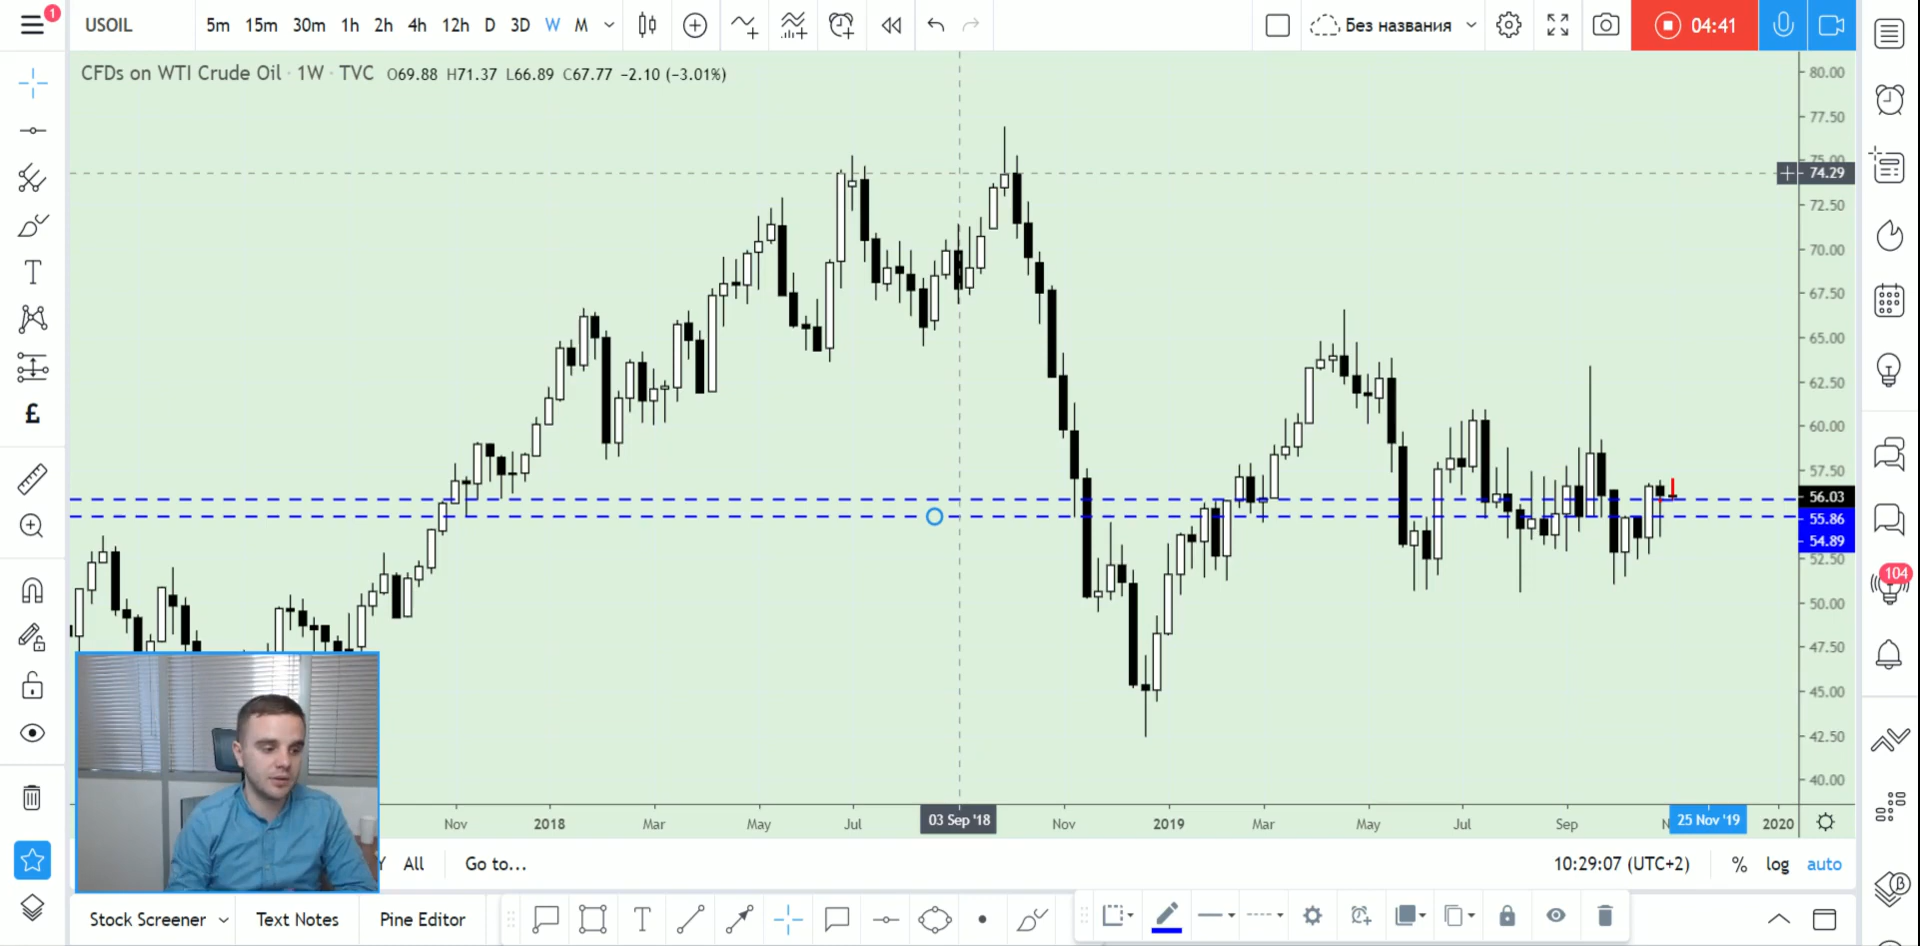 1
USOIL
5m 15m 30m 1h 2h 4h 12h D 3D W M
Без названия
04:41
CFDs on WTI Crude Oil · 1W · TVC O69.88 H71.37 L66.89 C67.77 −2.10 (−3.01%)
80.00
77.50
75.00
74.29
72.50
70.00
67.50
65.00
62.50
60.00
57.50
56.03
55.86
54.89
52.50
50.00
47.50
45.00
42.50
40.00
104
Nov 2018 Mar May Jul 03 Sep '18 Nov 2019 Mar May Jul Sep 25 Nov '19 2020
All Go to...
10:29:07 (UTC+2) % log auto
Stock Screener Text Notes Pine Editor